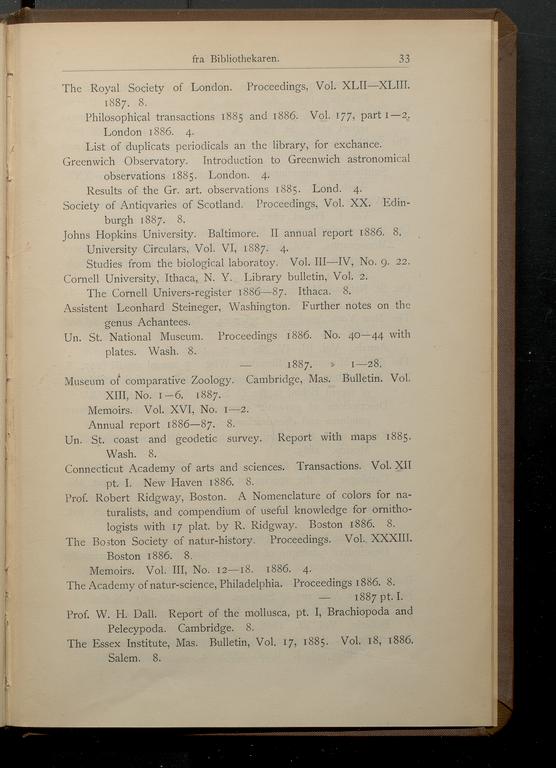 fra Bibliothekaren. 33
The Royal Society of London. Proceedings, Vol. XLII—XLIII.
1887. 8.
Philosophical transactions 1885 and 1886. Vol. 177, part 1—2.
London 1886. 4.
List of duplicats periodicals an the library, for exchance.
Greenwich Observatory. Introduction to Greenwich astronomical
observations 1885. London. 4.
Results of the Gr. art. observations 1885. Lond. 4.
Society of Antiqvaries of Scotland. Proceedings, Vol. XX. Edin-
burgh 1887. 8.
Johns Hopkins University. Baltimore. II annual report 1886. 8.
University Circulars, Vol. VI, 1887. 4.
Studies from the biological laboratoy. Vol. III—IV, No. 9. 22.
Cornell University, Ithaca, N. Y. Library bulletin, Vol. 2.
The Cornell Univers-register 1886—87. Ithaca. 8.
Assistent Leonhard Steineger, Washington. Further notes on the
genus Achantees.
Un. St. National Museum. Proceedings 1886. No. 40—44 with
plates. Wash. 8.
— 1887. » 1—28.
Museum of comparative Zoology. Cambridge, Mas. Bulletin. Vol.
XIII, No. 1—6. 1887.
Memoirs. Vol. XVI, No. 1—2.
Annual report 1886—87. 8.
Un. St. coast and geodetic survey. Report with maps 1885.
Wash. 8.
Connecticut Academy of arts and sciences. Transactions. Vol. XII
pt. I. New Haven 1886. 8.
Prof. Robert Ridgway, Boston. A Nomenclature of colors for na-
turalists, and compendium of useful knowledge for ornitho-
logists with 17 plat. by R. Ridgway. Boston 1886. 8.
The Boston Society of natur-history. Proceedings. Vol. XXXIII.
Boston 1886. 8.
Memoirs. Vol. III, No. 12—18. 1886. 4.
The Academy of natur-science, Philadelphia. Proceedings 1886. 8.
— 1887 pt. I.
Prof. W. H. Dall. Report of the mollusca, pt. I, Brachiopoda and
Pelecypoda. Cambridge. 8.
The Essex Institute, Mas. Bulletin, Vol. 17, 1885. Vol. 18, 1886.
Salem. 8.